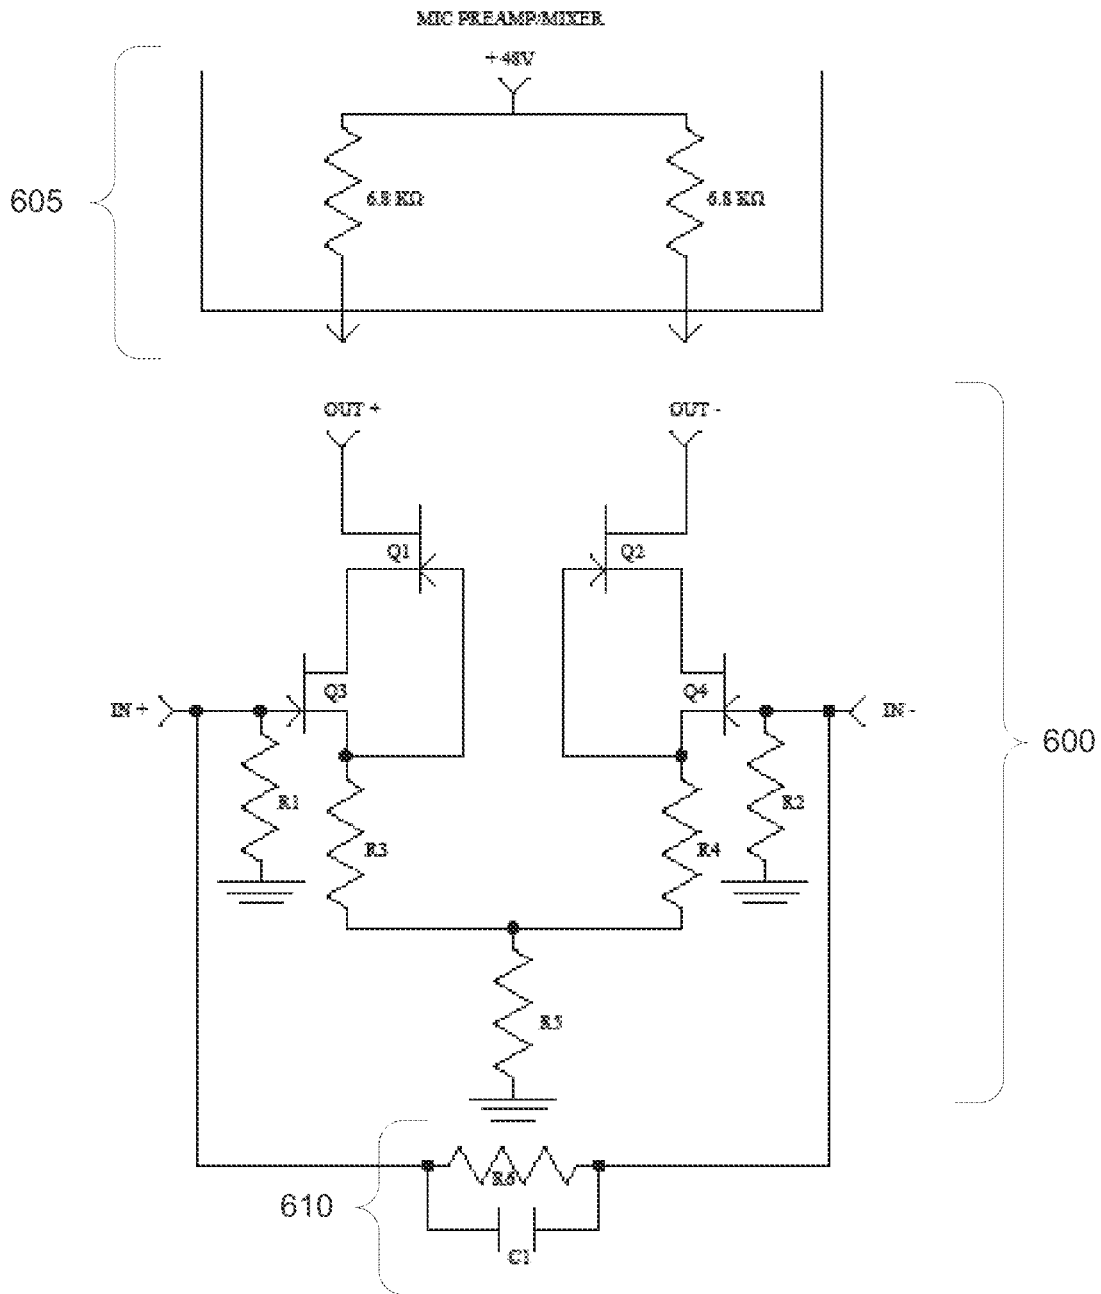 MIC PREAMP/MIXER
+48V
605
6.8 KΩ
6.8 KΩ
OUT +
OUT -
Q1
Q2
Q3
Q4
IN +
IN -
600
R1
R2
R3
R4
R5
R6
610
C1